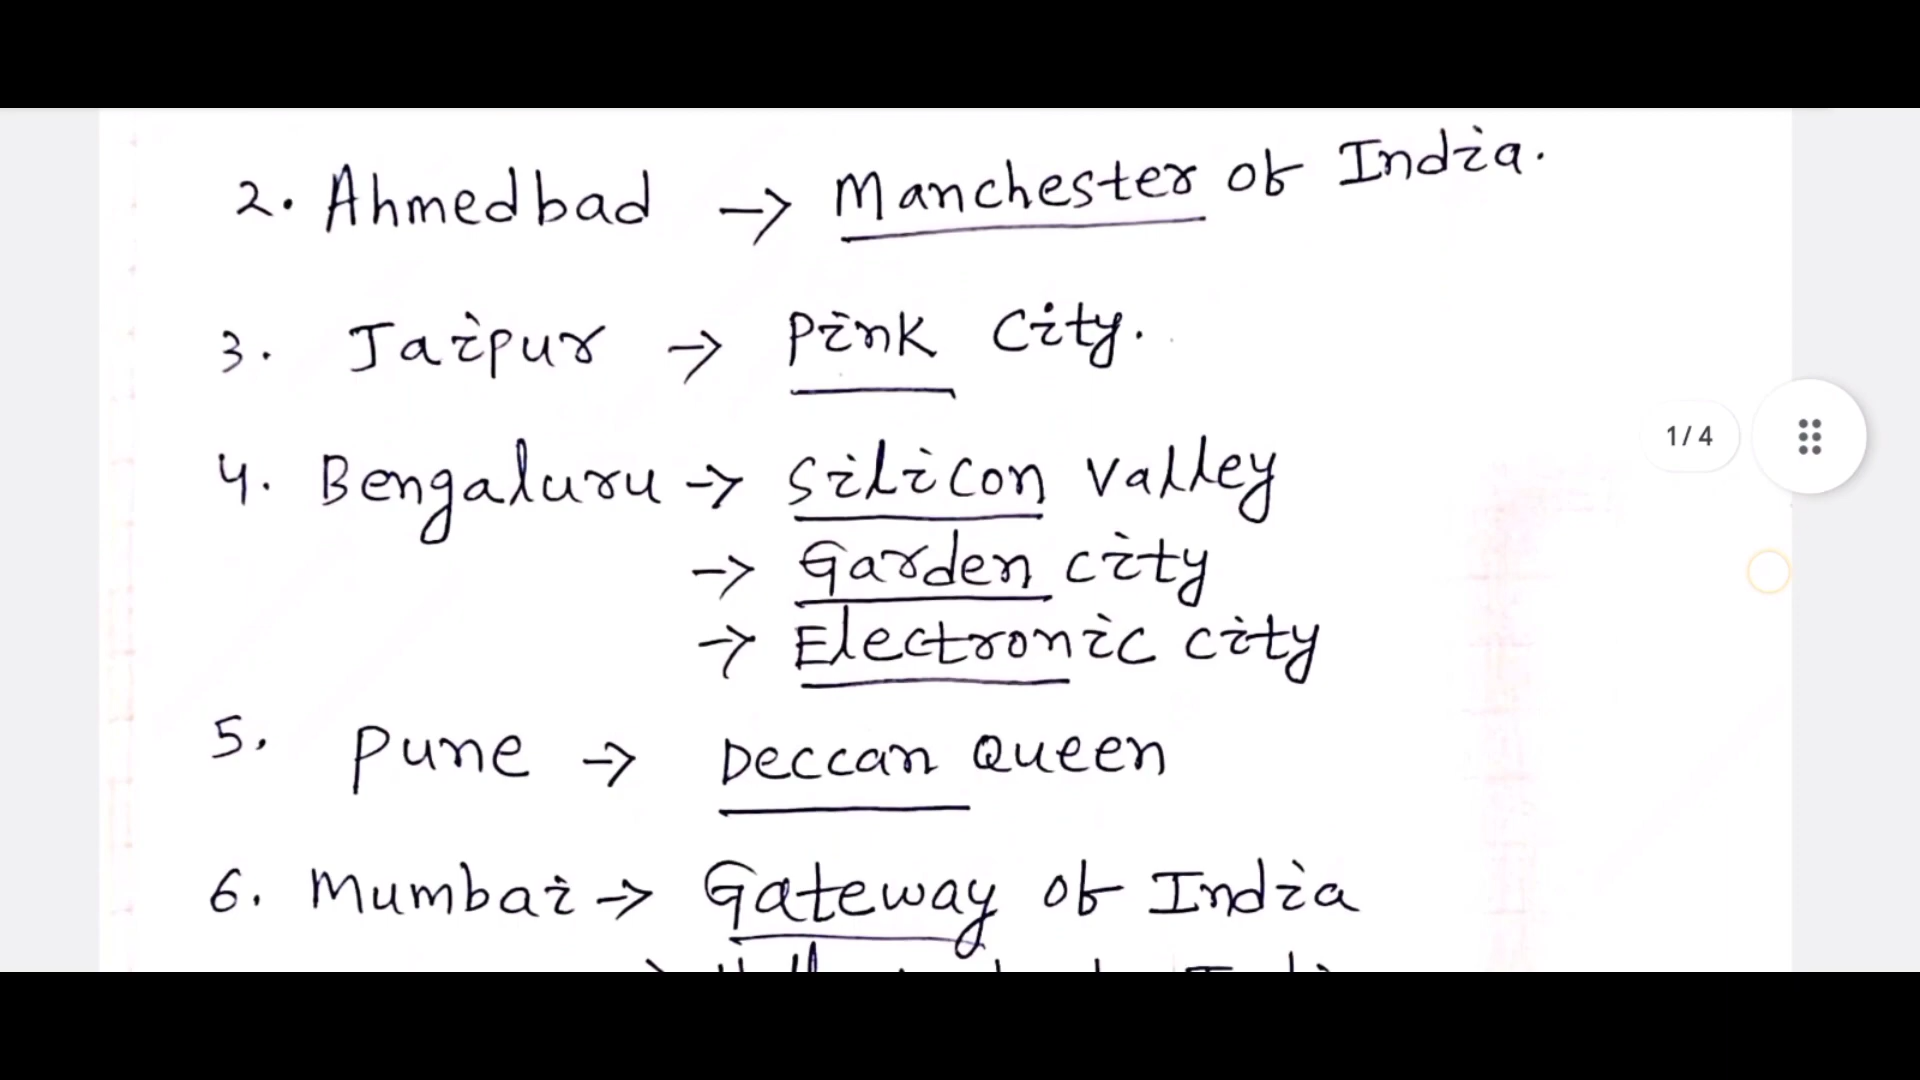 2. Ahmedbad → Manchester of India.
3. Jaipur → Pink City.
4. Bengaluru → Silicon Valley
1/4
→ Garden city
→ Electronic city
5. Pune → Deccan Queen
6. Mumbai → Gateway of India